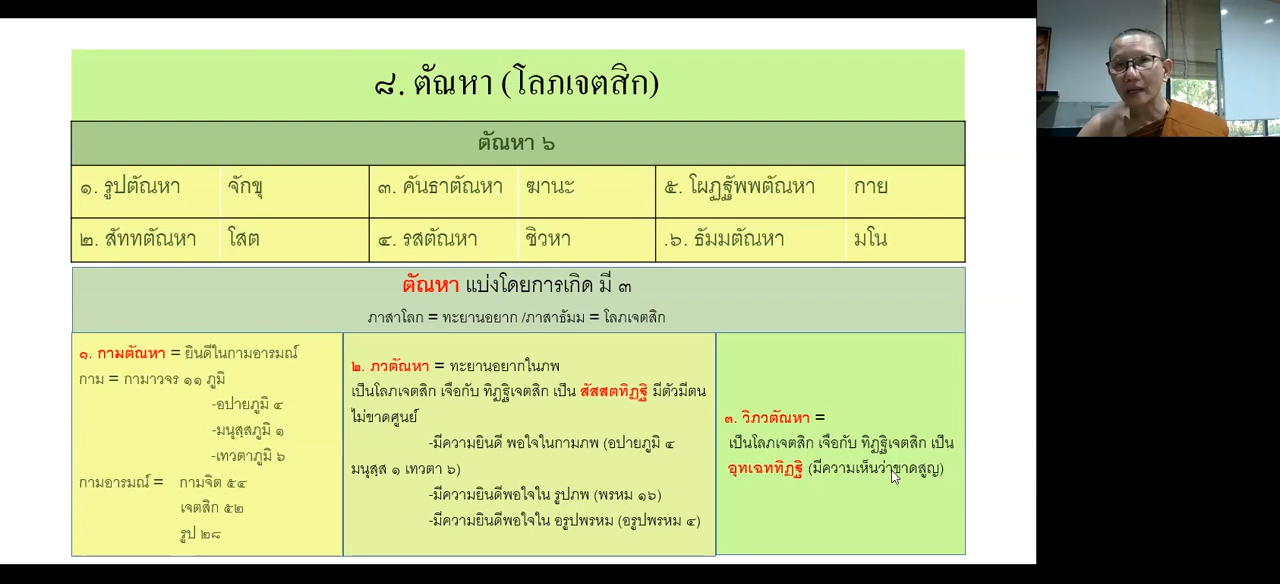 ๘. ตัณหา (โลภเจตสิก)
ตัณหา ๖
๑. รูปตัณหา จักขุ ๓. คันธาตัณหา ฆานะ ๕. โผฏฐัพพตัณหา กาย
๒. สัททตัณหา โสต ๔. รสตัณหา ชิวหา .๖. ธัมมตัณหา มโน
ตัณหา แบ่งโดยการเกิด มี ๓
ภาสาโลก = ทะยานอยาก /ภาสาธัมม = โลภเจตสิก
๑. กามตัณหา = ยินดีในกามอารมณ์
กาม = กามาวจร ๑๑ ภูมิ
-อปายภูมิ ๔
-มนุสฺสภูมิ ๑
-เทวตาภูมิ ๖
กามอารมณ์ = กามจิต ๕๔
เจตสิก ๕๒
รูป ๒๘
๒. ภวตัณหา = ทะยานอยากในภพ
เป็นโลภเจตสิก เจือกับ ทิฏฐิเจตสิก เป็น สัสสตทิฏฐิ มีตัวมีตน
ไม่ขาดศูนย์
-มีความยินดี พอใจในกามภพ (อปายภูมิ ๔
มนุสฺส ๑ เทวตา ๖)
-มีความยินดีพอใจใน รูปภพ (พรหม ๑๖)
-มีความยินดีพอใจใน อรูปพรหม (อรูปพรหม ๔)
๓. วิภวตัณหา =
เป็นโลภเจตสิก เจือกับ ทิฏฐิเจตสิก เป็น
อุทเฉททิฏฐิ (มีความเห็นว่าขาดสูญ)